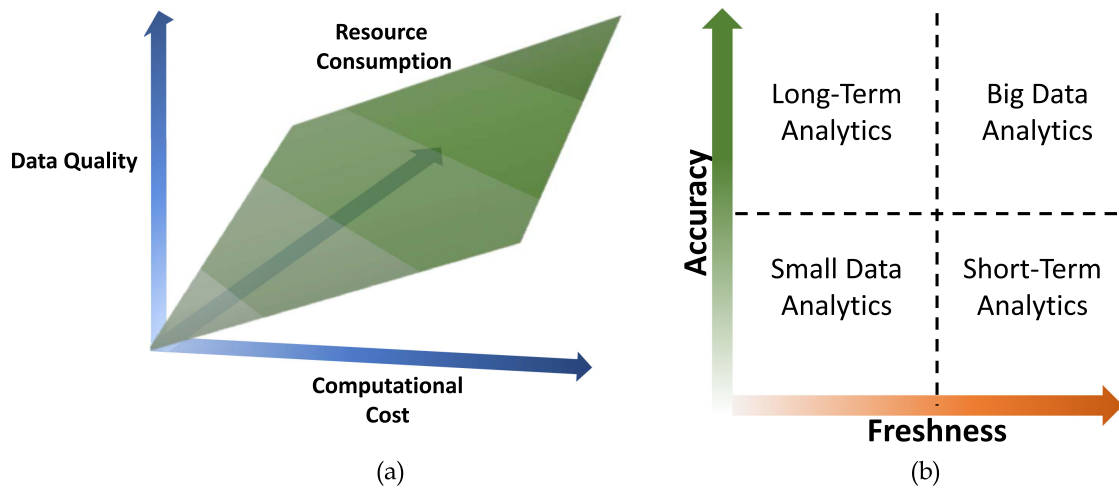 Resource
Consumption
Data Quality
Computational
Cost
(a)
Accuracy
Long-Term
Analytics
Big Data
Analytics
Small Data
Analytics
Short-Term
Analytics
Freshness
(b)